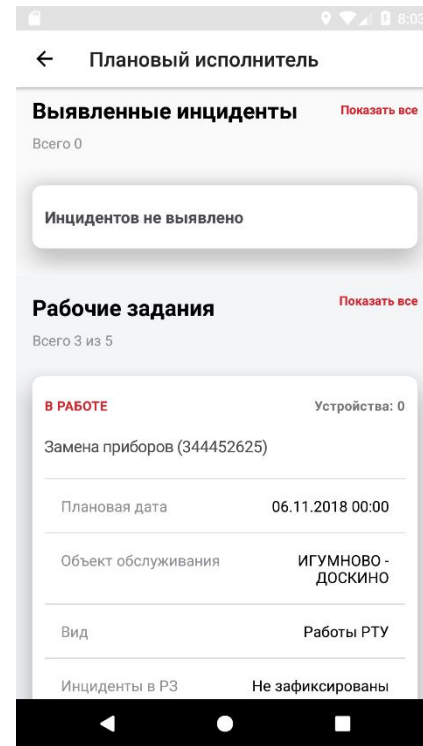 8:03
Плановый исполнитель
Выявленные инциденты
Показать все
Всего 0
Инцидентов не выявлено
Рабочие задания
Показать все
Всего 3 из 5
В РАБОТЕ
Устройства: 0
Замена приборов (344452625)
Плановая дата
06.11.2018 00:00
Объект обслуживания
ИГУМНОВО -
ДОСКИНО
Вид
Работы РТУ
Инциденты в РЗ
Не зафиксированы